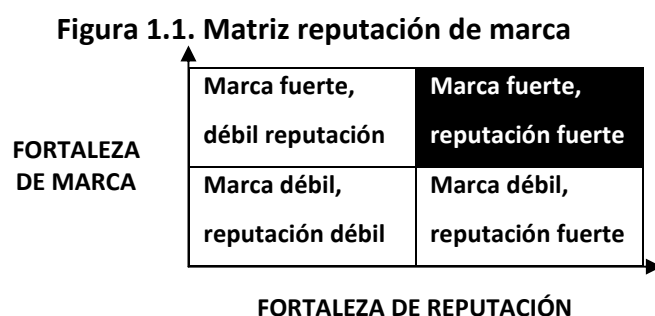 Figura 1.1. Matriz reputación de marca
FORTALEZA
DE MARCA
Marca fuerte,
débil reputación
Marca fuerte,
reputación fuerte
Marca débil,
reputación débil
Marca débil,
reputación fuerte
FORTALEZA DE REPUTACIÓN